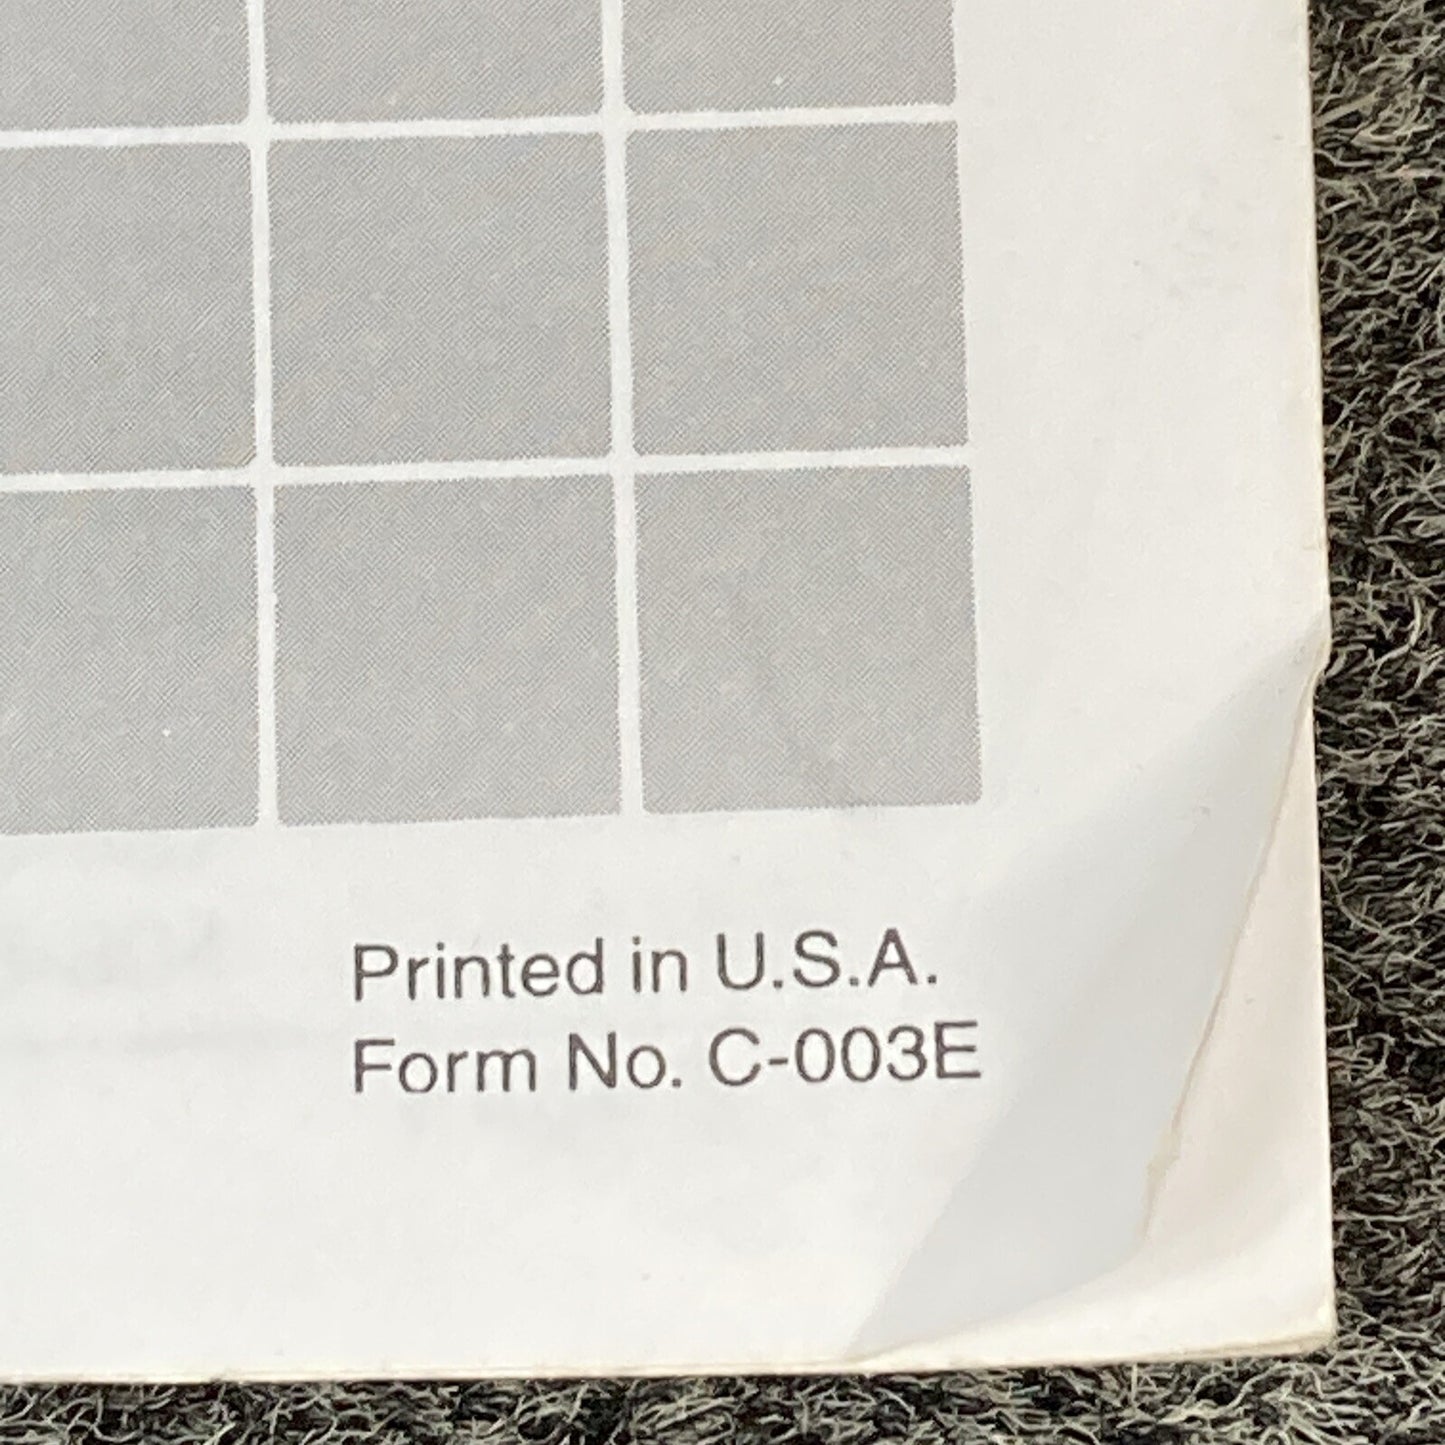 Printed in U.S.A.
Form No. C-003E